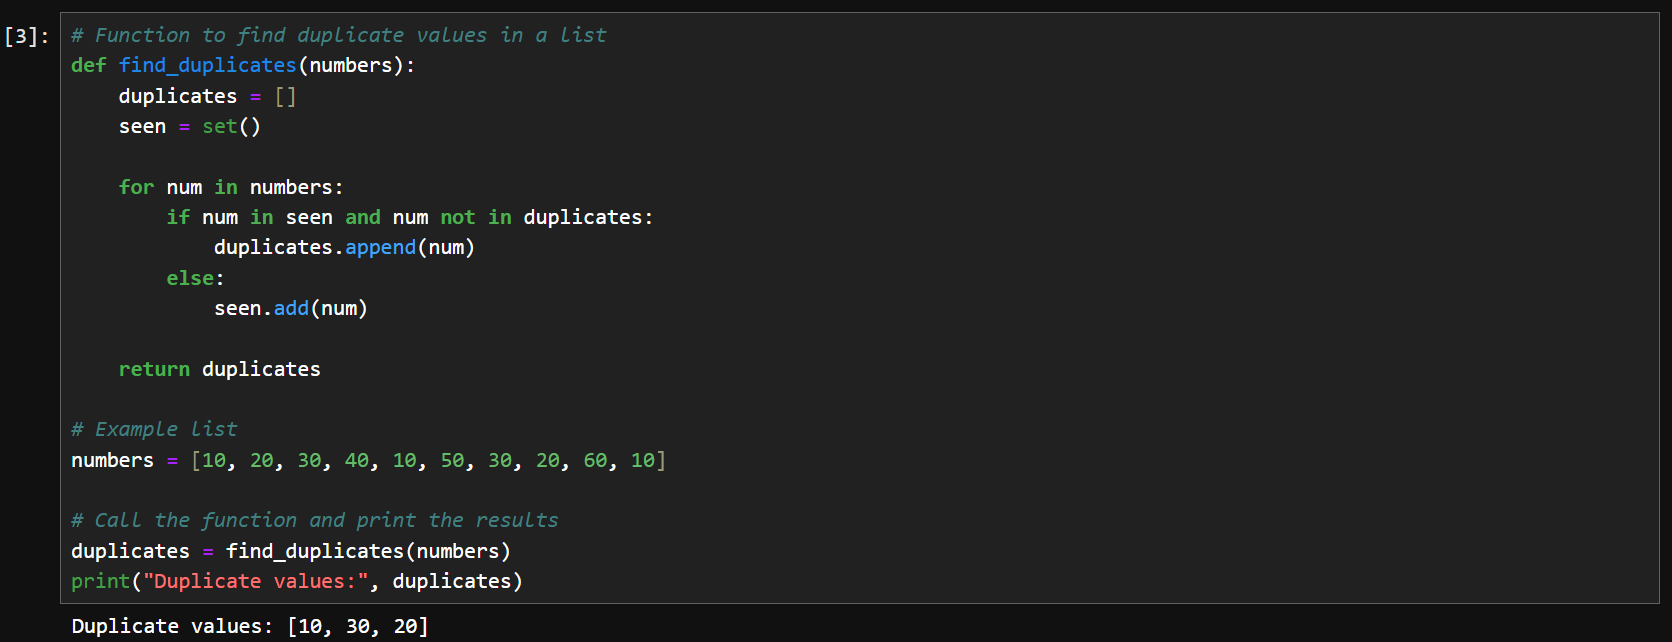 [3]:
# Function to find duplicate values in a list
def find_duplicates(numbers):
    duplicates = []
    seen = set()

    for num in numbers:
        if num in seen and num not in duplicates:
            duplicates.append(num)
        else:
            seen.add(num)

    return duplicates

# Example list
numbers = [10, 20, 30, 40, 10, 50, 30, 20, 60, 10]

# Call the function and print the results
duplicates = find_duplicates(numbers)
print("Duplicate values:", duplicates)
Duplicate values: [10, 30, 20]